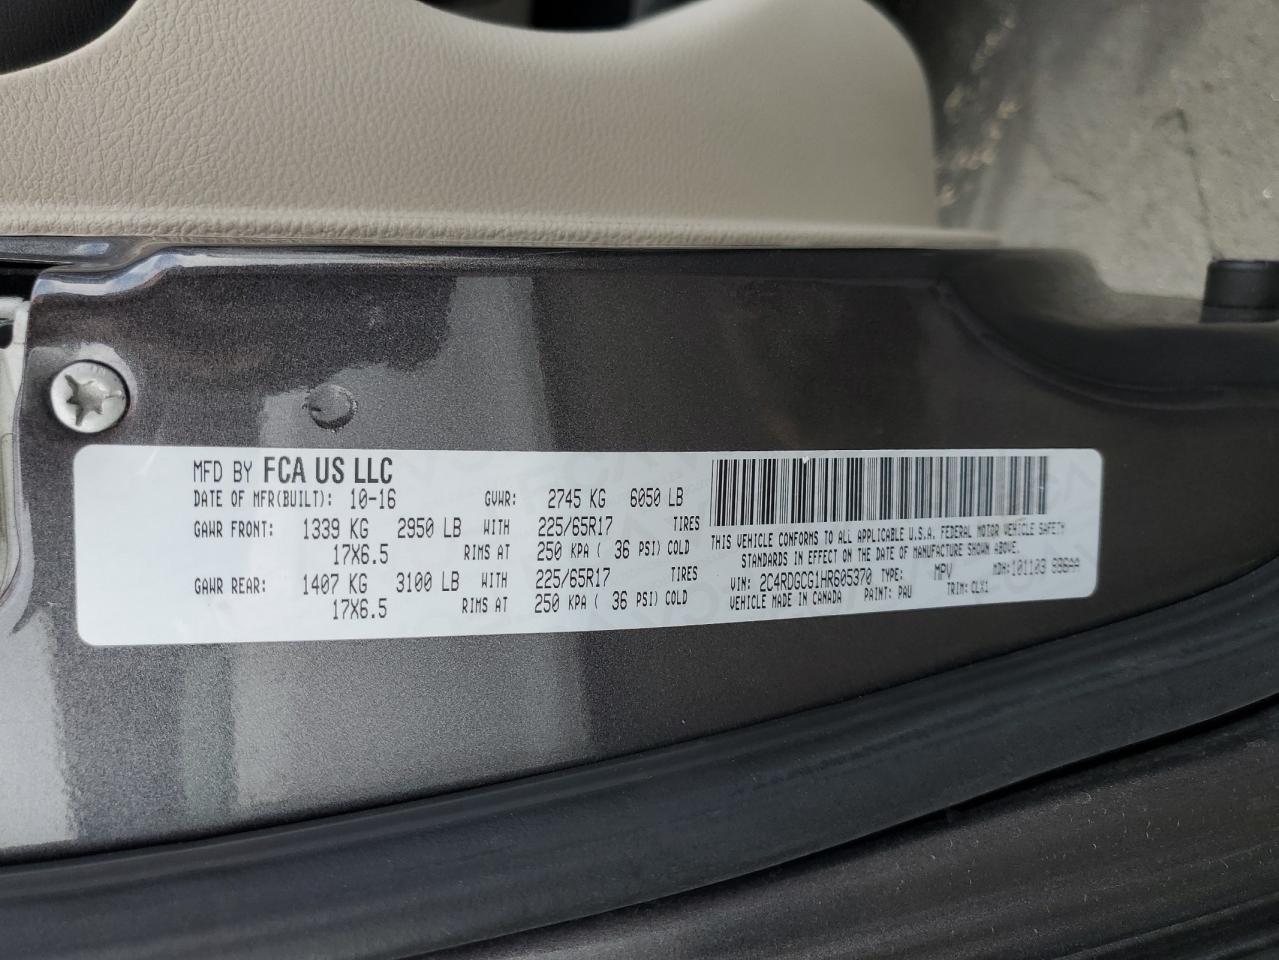 MFD BY FCA US LLC
DATE OF MFR(BUILT): 10-16 GVWR: 2745 KG 6050 LB
GAWR FRONT: 1339 KG 2950 LB WITH 225/65R17 TIRES
17X6.5 RIMS AT 250 KPA ( 36 PSI) COLD
GAWR REAR: 1407 KG 3100 LB WITH 225/65R17 TIRES
17X6.5 RIMS AT 250 KPA ( 36 PSI) COLD
THIS VEHICLE CONFORMS TO ALL APPLICABLE U.S.A. FEDERAL MOTOR VEHICLE SAFETY
STANDARDS IN EFFECT ON THE DATE OF MANUFACTURE SHOWN ABOVE.
VIN: 2C4RDGCG1HR605370 TYPE: MPV MDH: 101103
VEHICLE MADE IN CANADA PAINT: PAU TRIM: CLX1